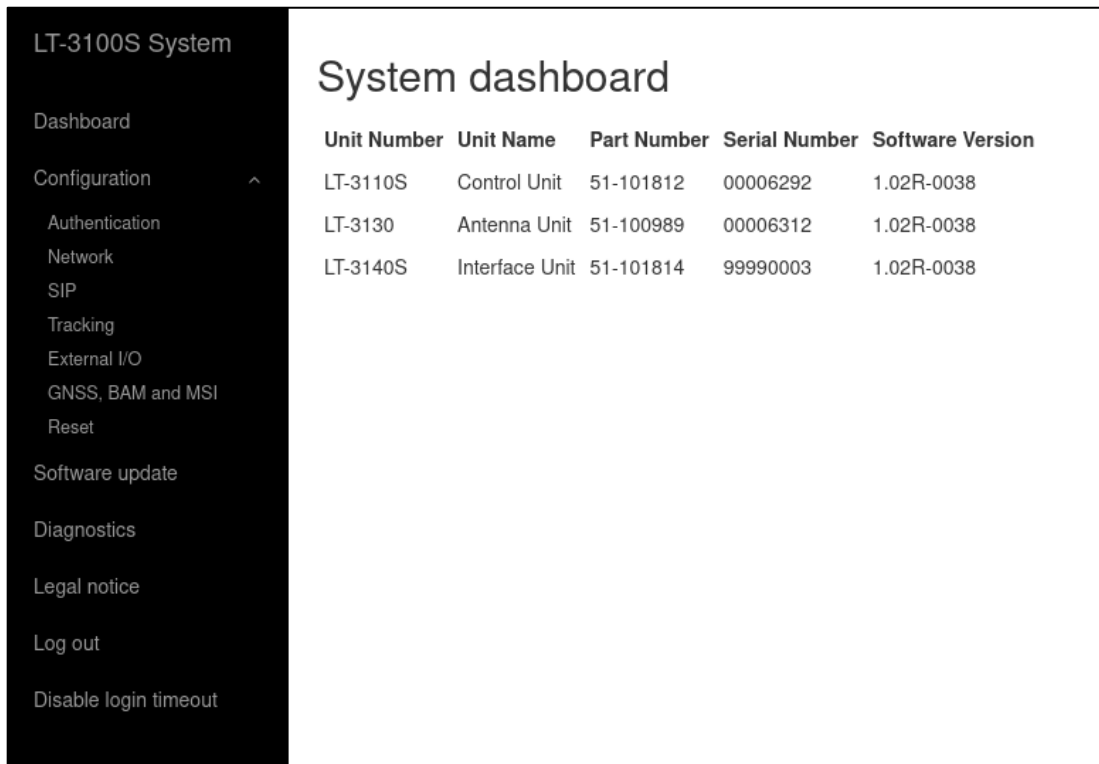 LT-3100S System
Dashboard
Configuration
Authentication
Network
SIP
Tracking
External I/O
GNSS, BAM and MSI
Reset
Software update
Diagnostics
Legal notice
Log out
Disable login timeout
System dashboard
Unit Number Unit Name Part Number Serial Number Software Version
LT-3110S Control Unit 51-101812 00006292 1.02R-0038
LT-3130 Antenna Unit 51-100989 00006312 1.02R-0038
LT-3140S Interface Unit 51-101814 99990003 1.02R-0038